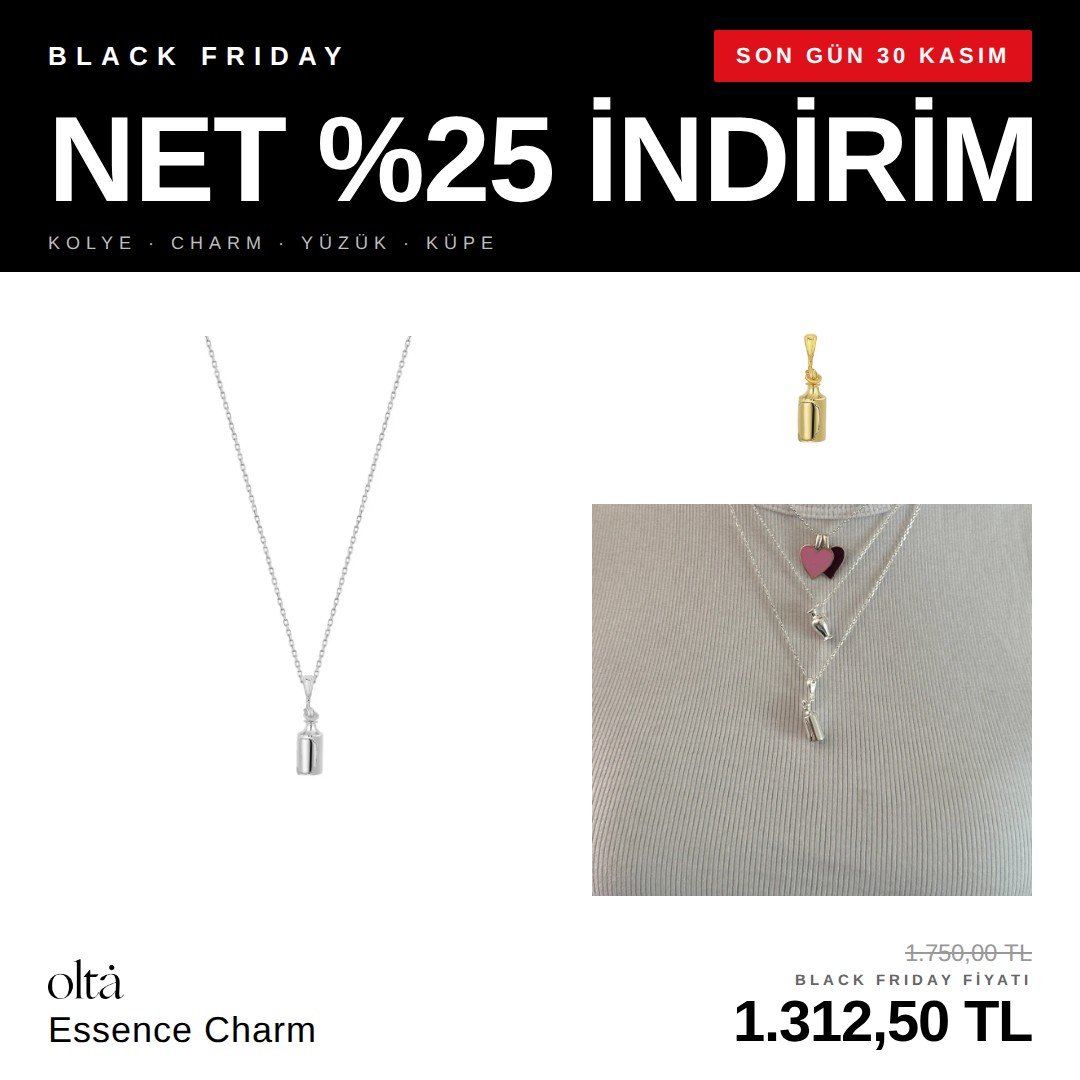 BLACK FRIDAY
SON GÜN 30 KASIM
NET %25 İNDİRİM
KOLYE · CHARM · YÜZÜK · KÜPE
oltà
Essence Charm
1.750,00 TL
BLACK FRIDAY FİYATI
1.312,50 TL